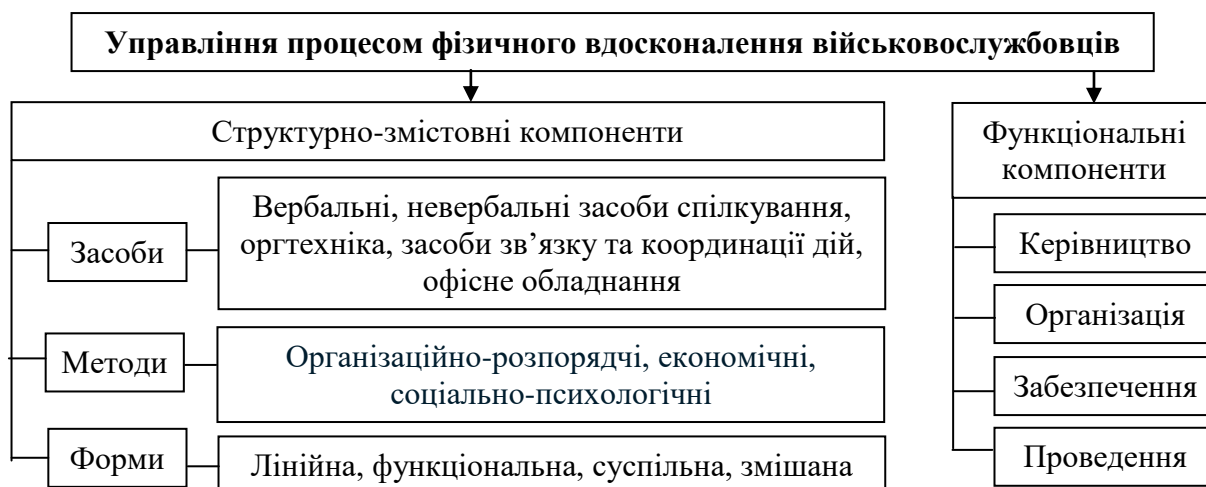 Управління процесом фізичного вдосконалення військовослужбовців
Структурно-змістовні компоненти
Засоби
Вербальні, невербальні засоби спілкування,
оргтехніка, засоби зв’язку та координації дій,
офісне обладнання
Методи
Організаційно-розпорядчі, економічні,
соціально-психологічні
Форми
Лінійна, функціональна, суспільна, змішана
Функціональні
компоненти
Керівництво
Організація
Забезпечення
Проведення